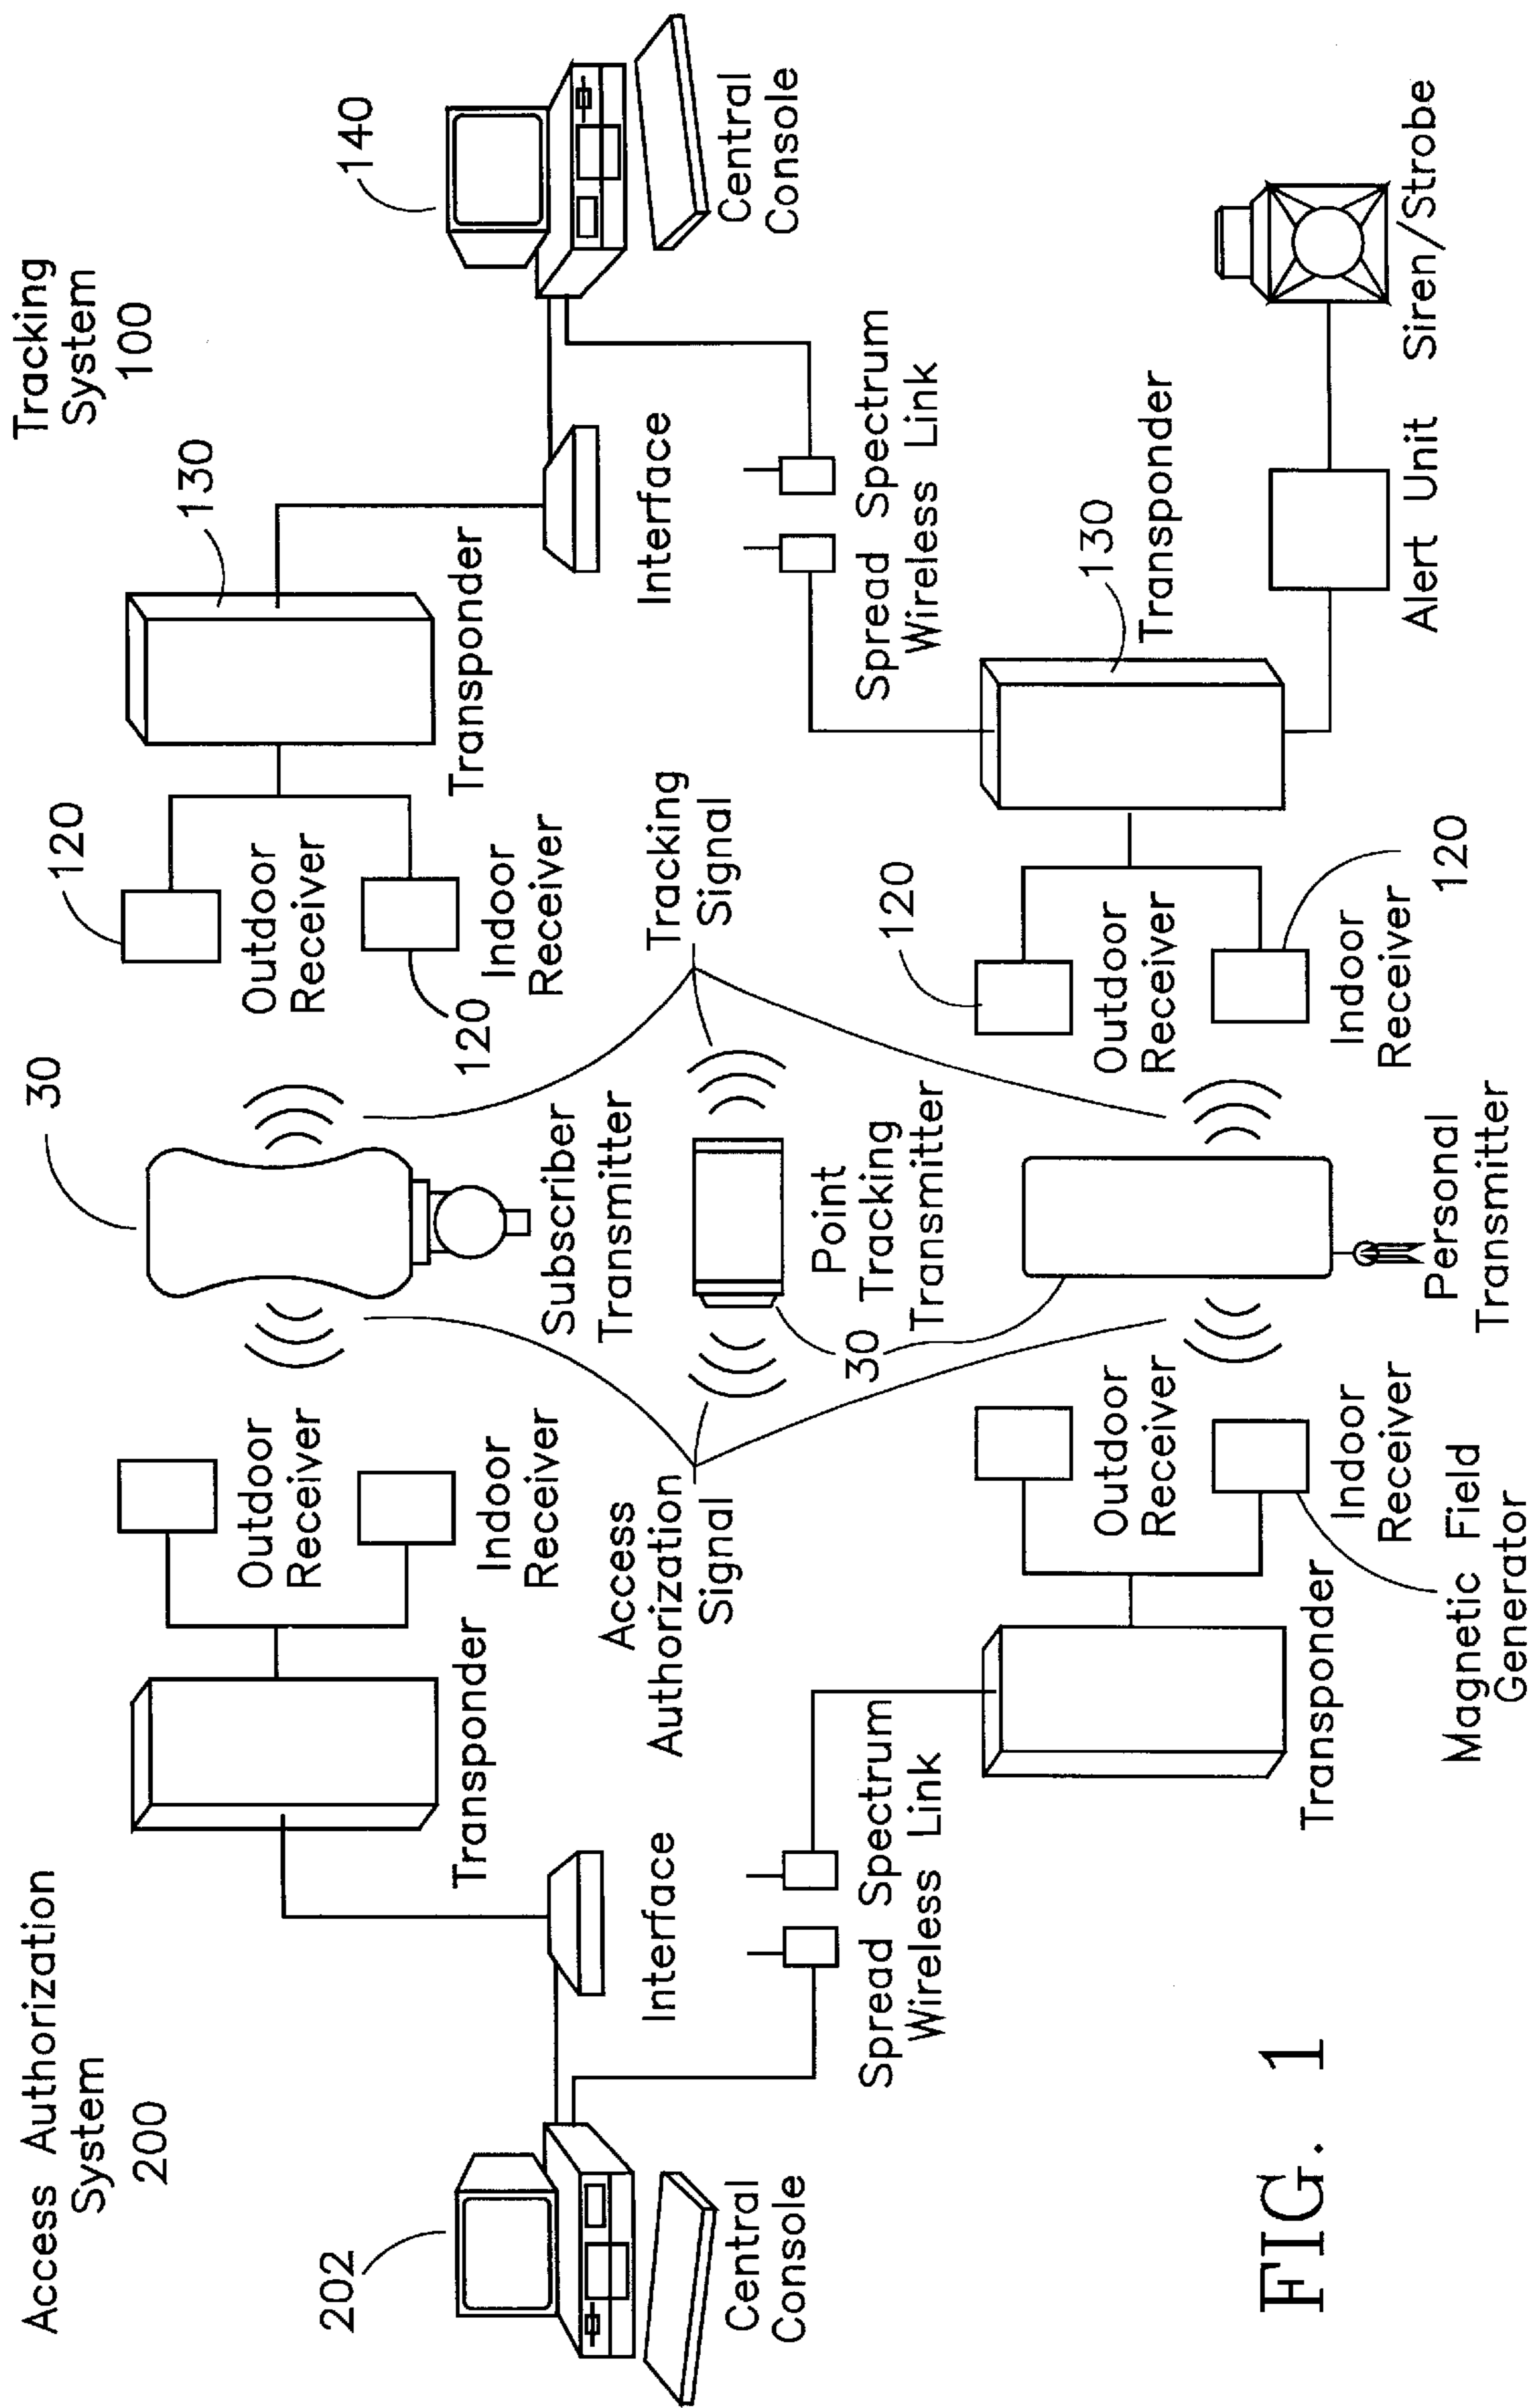 Access Authorization
System
200
Tracking
System
100
202
Central
Console
Interface
Transponder
Outdoor
Receiver
Indoor
Receiver
30
Subscriber
Transmitter
120
Outdoor
Receiver
120
Indoor
Receiver
130
Transponder
Interface
140
Central
Console
Access
Authorization
Signal
Tracking
Signal
Point
Tracking
Transmitter
30
Spread Spectrum
Wireless Link
Spread Spectrum
Wireless Link
Transponder
Outdoor
Receiver
Indoor
Receiver
Magnetic Field
Generator
Personal
Transmitter
120
Outdoor
Receiver
Indoor
Receiver
120
130
Transponder
Alert Unit
Siren/Strobe
FIG. 1